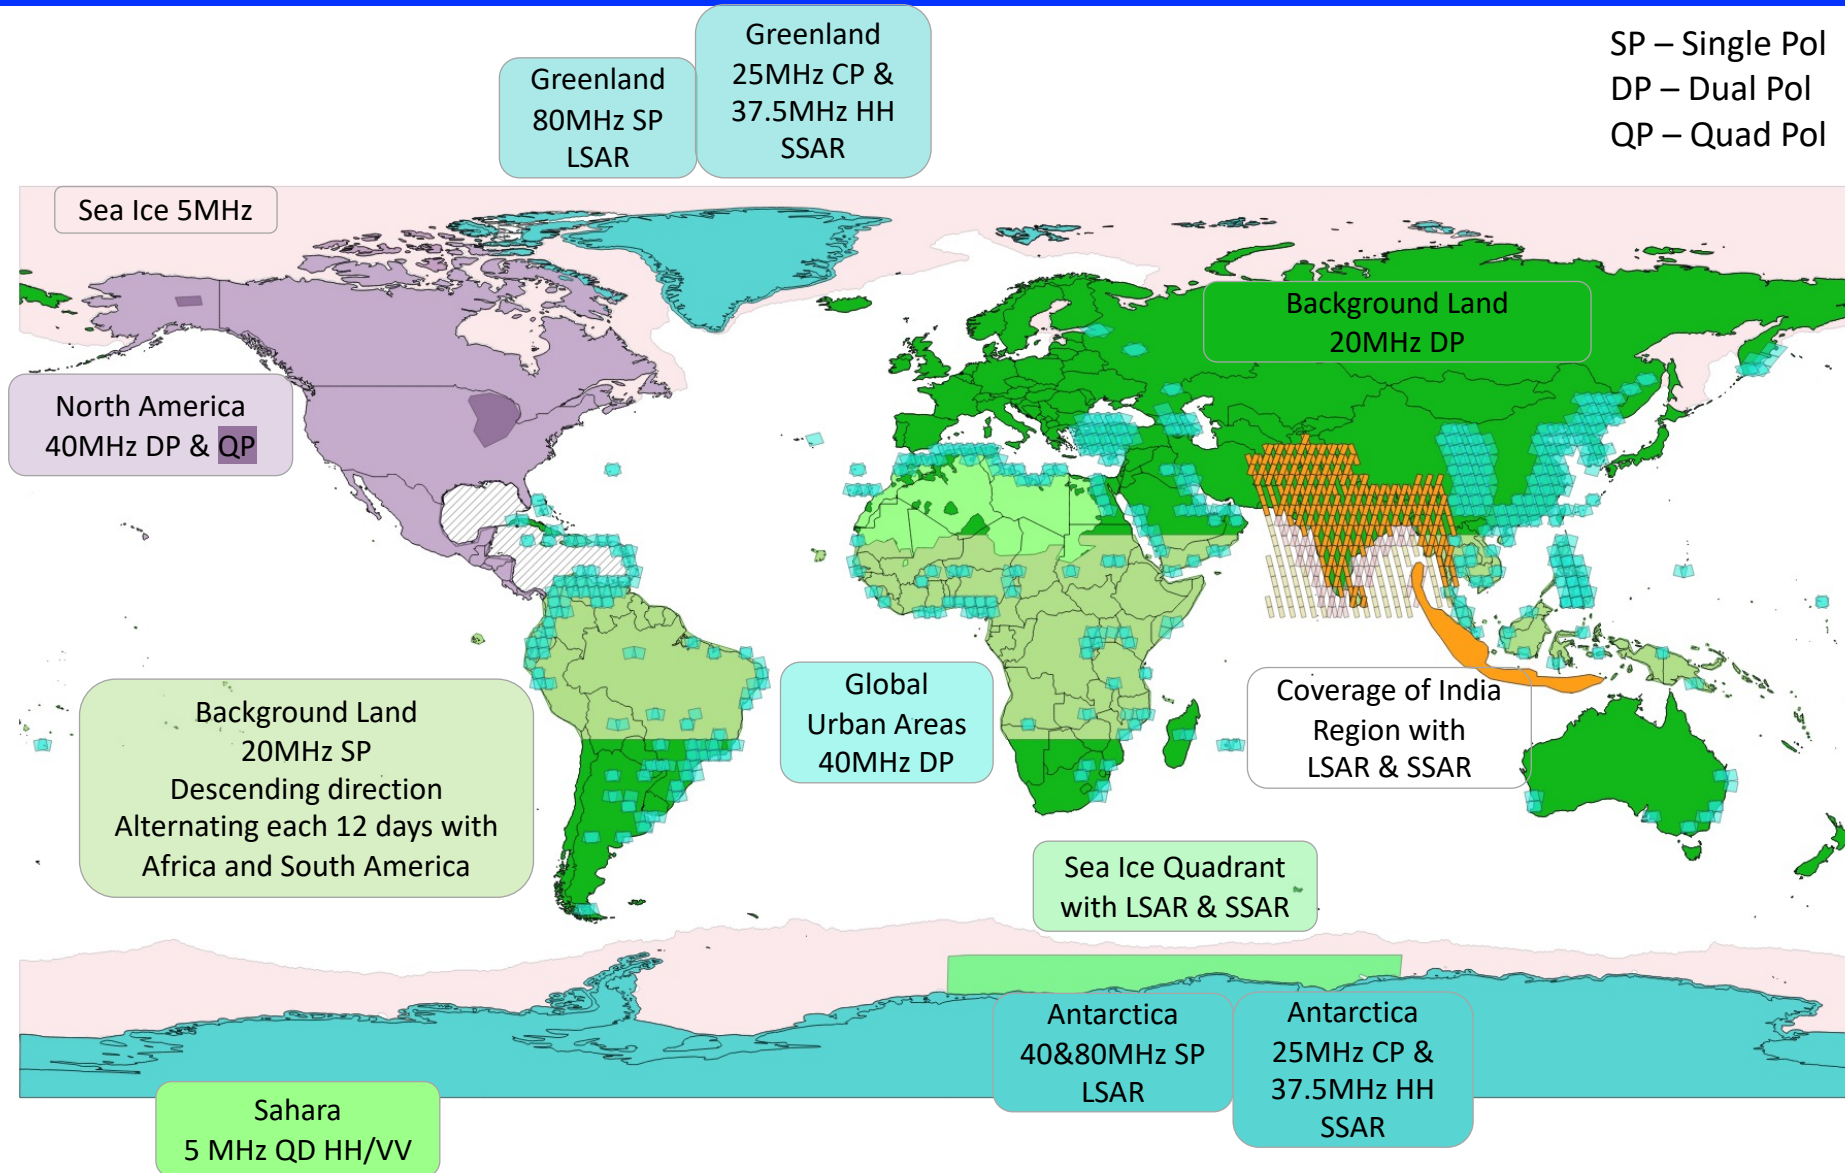 Greenland
80MHz SP
LSAR
Greenland
25MHz CP &
37.5MHz HH
SSAR
SP – Single Pol
DP – Dual Pol
QP – Quad Pol
Sea Ice 5MHz
Background Land
20MHz DP
North America
40MHz DP & QP
Background Land
20MHz SP
Descending direction
Alternating each 12 days with
Africa and South America
Global
Urban Areas
40MHz DP
Coverage of India
Region with
LSAR & SSAR
Sea Ice Quadrant
with LSAR & SSAR
Antarctica
40&80MHz SP
LSAR
Antarctica
25MHz CP &
37.5MHz HH
SSAR
Sahara
5 MHz QD HH/VV